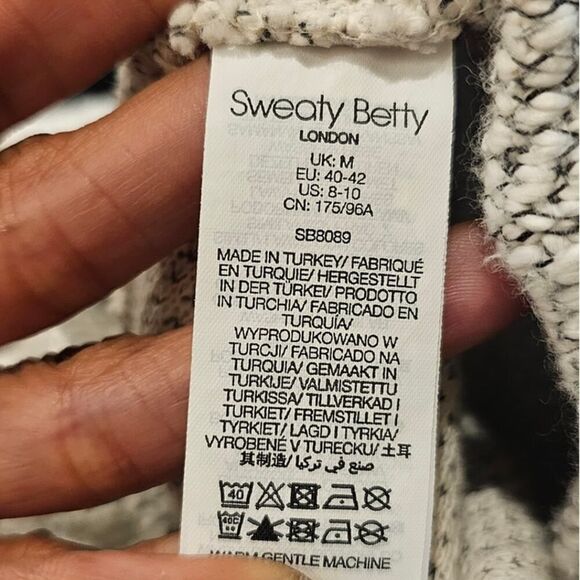 Sweaty Betty
LONDON
UK: M
EU: 40-42
US: 8-10
CN: 175/96A
SB8089
MADE IN TURKEY/ FABRIQUÉ
EN TURQUIE/ HERGESTELLT
IN DER TÜRKEI/ PRODOTTO
IN TURCHIA/ FABRICADO EN
TURQUÍA/
WYPRODUKOWANO W
TURCJI/ FABRICADO NA
TURQUIA/ GEMAAKT IN
TURKIJE/ VALMISTETTU
TURKISSA/ TILLVERKAD I
TURKIET/ FREMSTILLET I
TYRKIET/ LAGD I TYRKIA/
VYROBENÉ V TURECKU/ 土耳
其制造/ صنع في تركيا/
40
40C
WARM GENTLE MACHINE